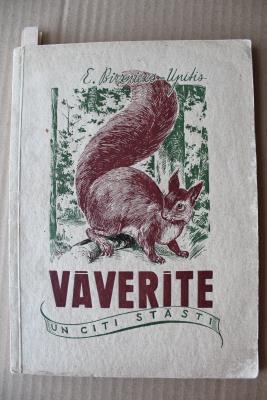 E. Birznieks-Upītis
VĀVERĪTE
UN CITI STĀSTI